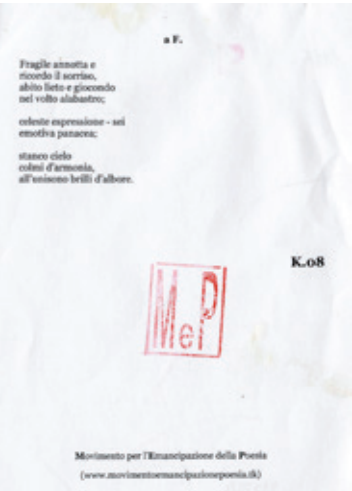 a F.
Fragile annotta e
ricordo il sorriso,
abito lieto e giocondo
nel volto alabastro;
celeste espressione - sei
emotiva panacea;
stanco cielo
colmi d'armonia,
all'unisono brilli d'albore.
K.08
MeP
Movimento per l'Emancipazione della Poesia
(www.movimentoemancipazionepoesia.tk)